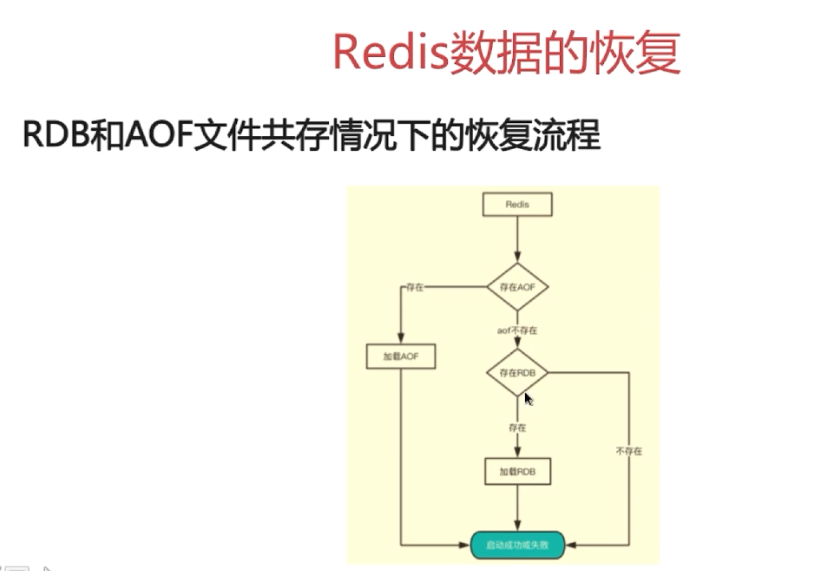 Redis数据的恢复
RDB和AOF文件共存情况下的恢复流程
Redis
存在
存在AOF
aof不存在
加载AOF
存在RDB
存在
不存在
加载RDB
启动成功或失败